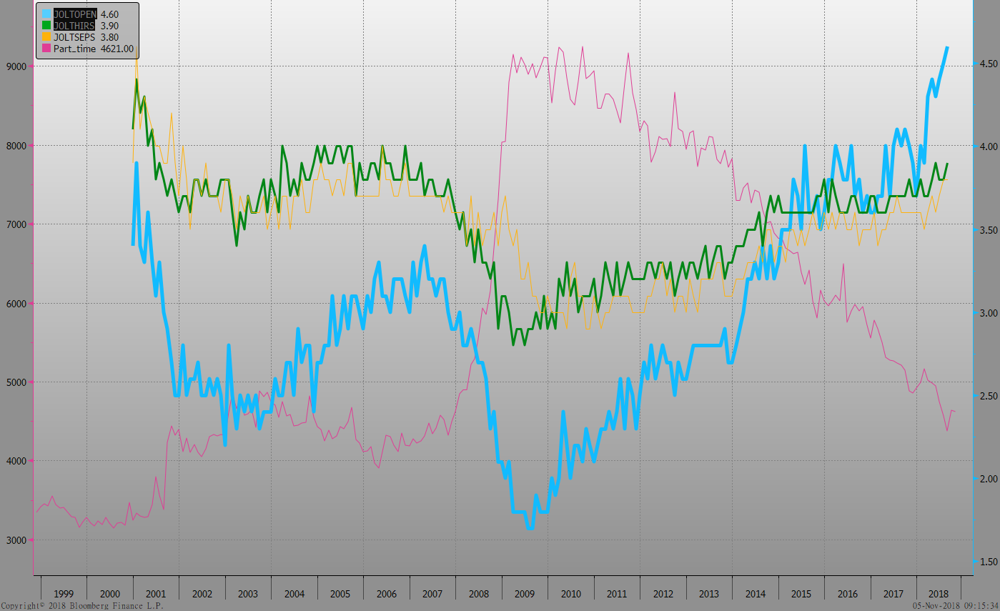 JOLTOPEN 4.60
JOLTHIRS 3.90
JOLTSEPS 3.80
Part_time 4621.00
9000
8000
7000
6000
5000
4000
3000
4.50
4.00
3.50
3.00
2.50
2.00
1.50
1999 2000 2001 2002 2003 2004 2005 2006 2007 2008 2009 2010 2011 2012 2013 2014 2015 2016 2017 2018
Copyright© 2018 Bloomberg Finance L.P. 05-Nov-2018 09:15:34